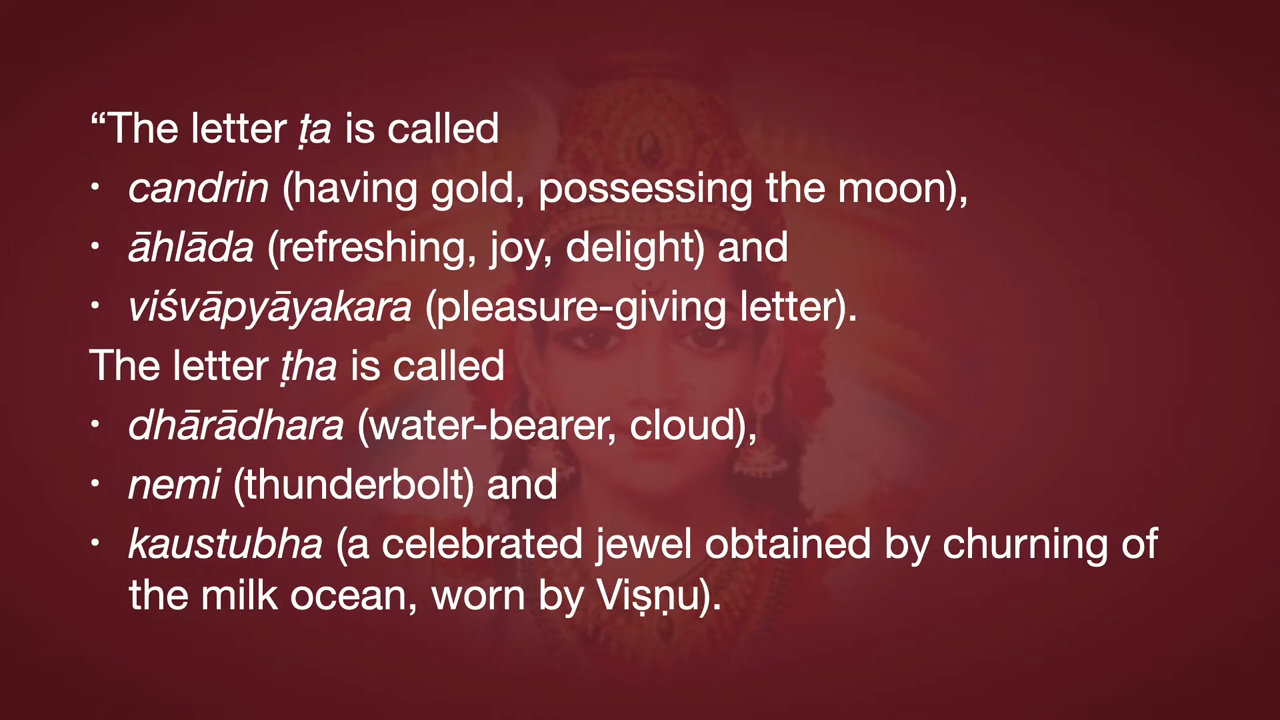 “The letter ṭa is called
• candrin (having gold, possessing the moon),
• āhlāda (refreshing, joy, delight) and
• viśvāpyāyakara (pleasure-giving letter).
The letter ṭha is called
• dhārādhara (water-bearer, cloud),
• nemi (thunderbolt) and
• kaustubha (a celebrated jewel obtained by churning of
the milk ocean, worn by Viṣṇu).